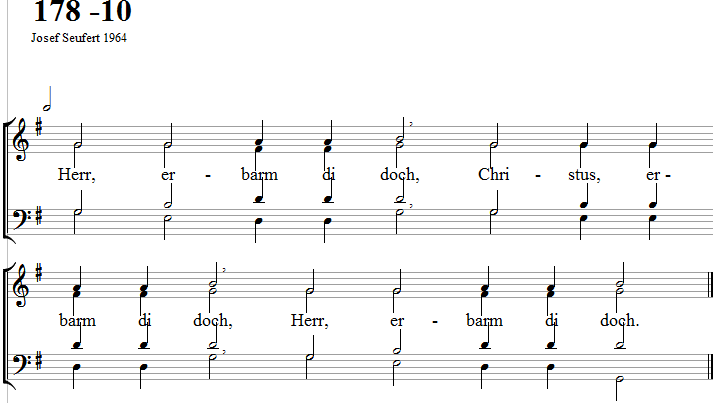 178 -10
Josef Seufert 1964
Herr, er - barm di doch, Chri - stus, er -
barm di doch, Herr, er - barm di doch.